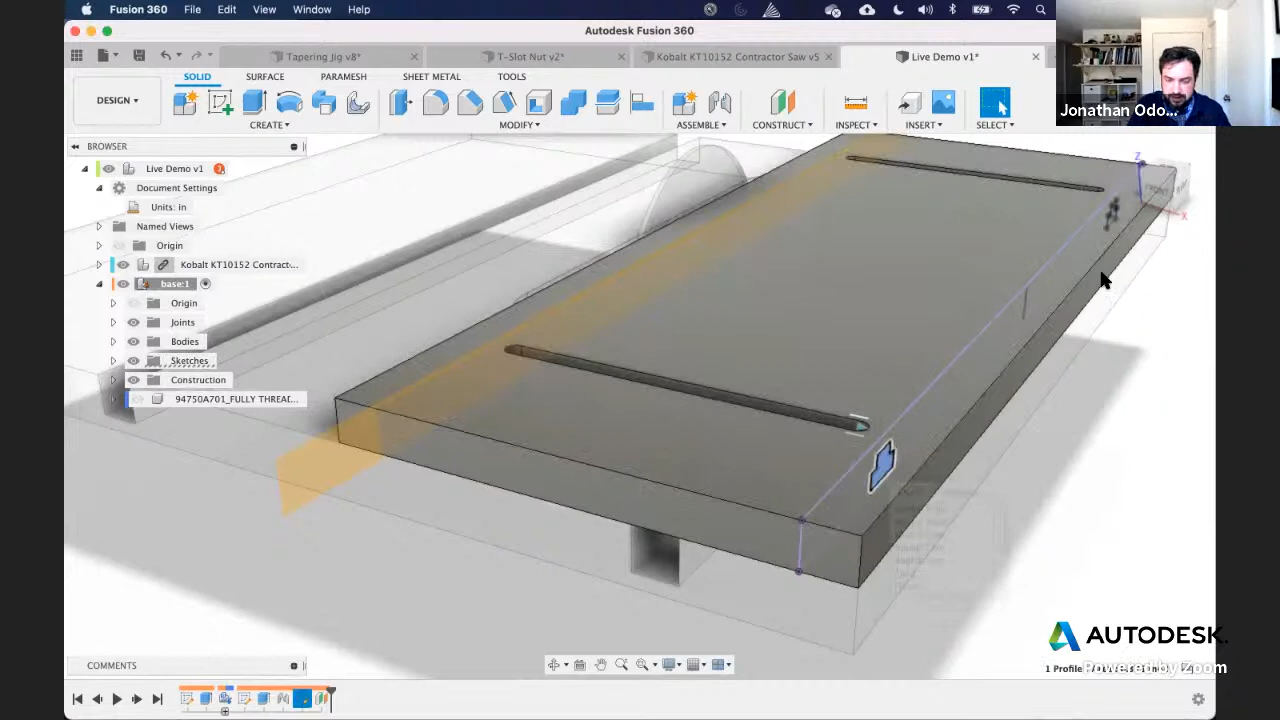 Fusion 360 File Edit View Window Help
Autodesk Fusion 360
Tapering Jig v8* T-Slot Nut v2* Kobalt KT10152 Contractor Saw v5 Live Demo v1*
SOLID SURFACE PARAMESH SHEET METAL TOOLS
DESIGN
CREATE MODIFY ASSEMBLE CONSTRUCT INSPECT INSERT SELECT
Jonathan Odo...
BROWSER
Live Demo v1
Document Settings
Units: in
Named Views
Origin
Kobalt KT10152 Contract...
base:1
Origin
Joints
Bodies
Sketches
Construction
94750A701_FULLY THREAD...
Z
X
AUTODESK.
Powered by Zoom
COMMENTS